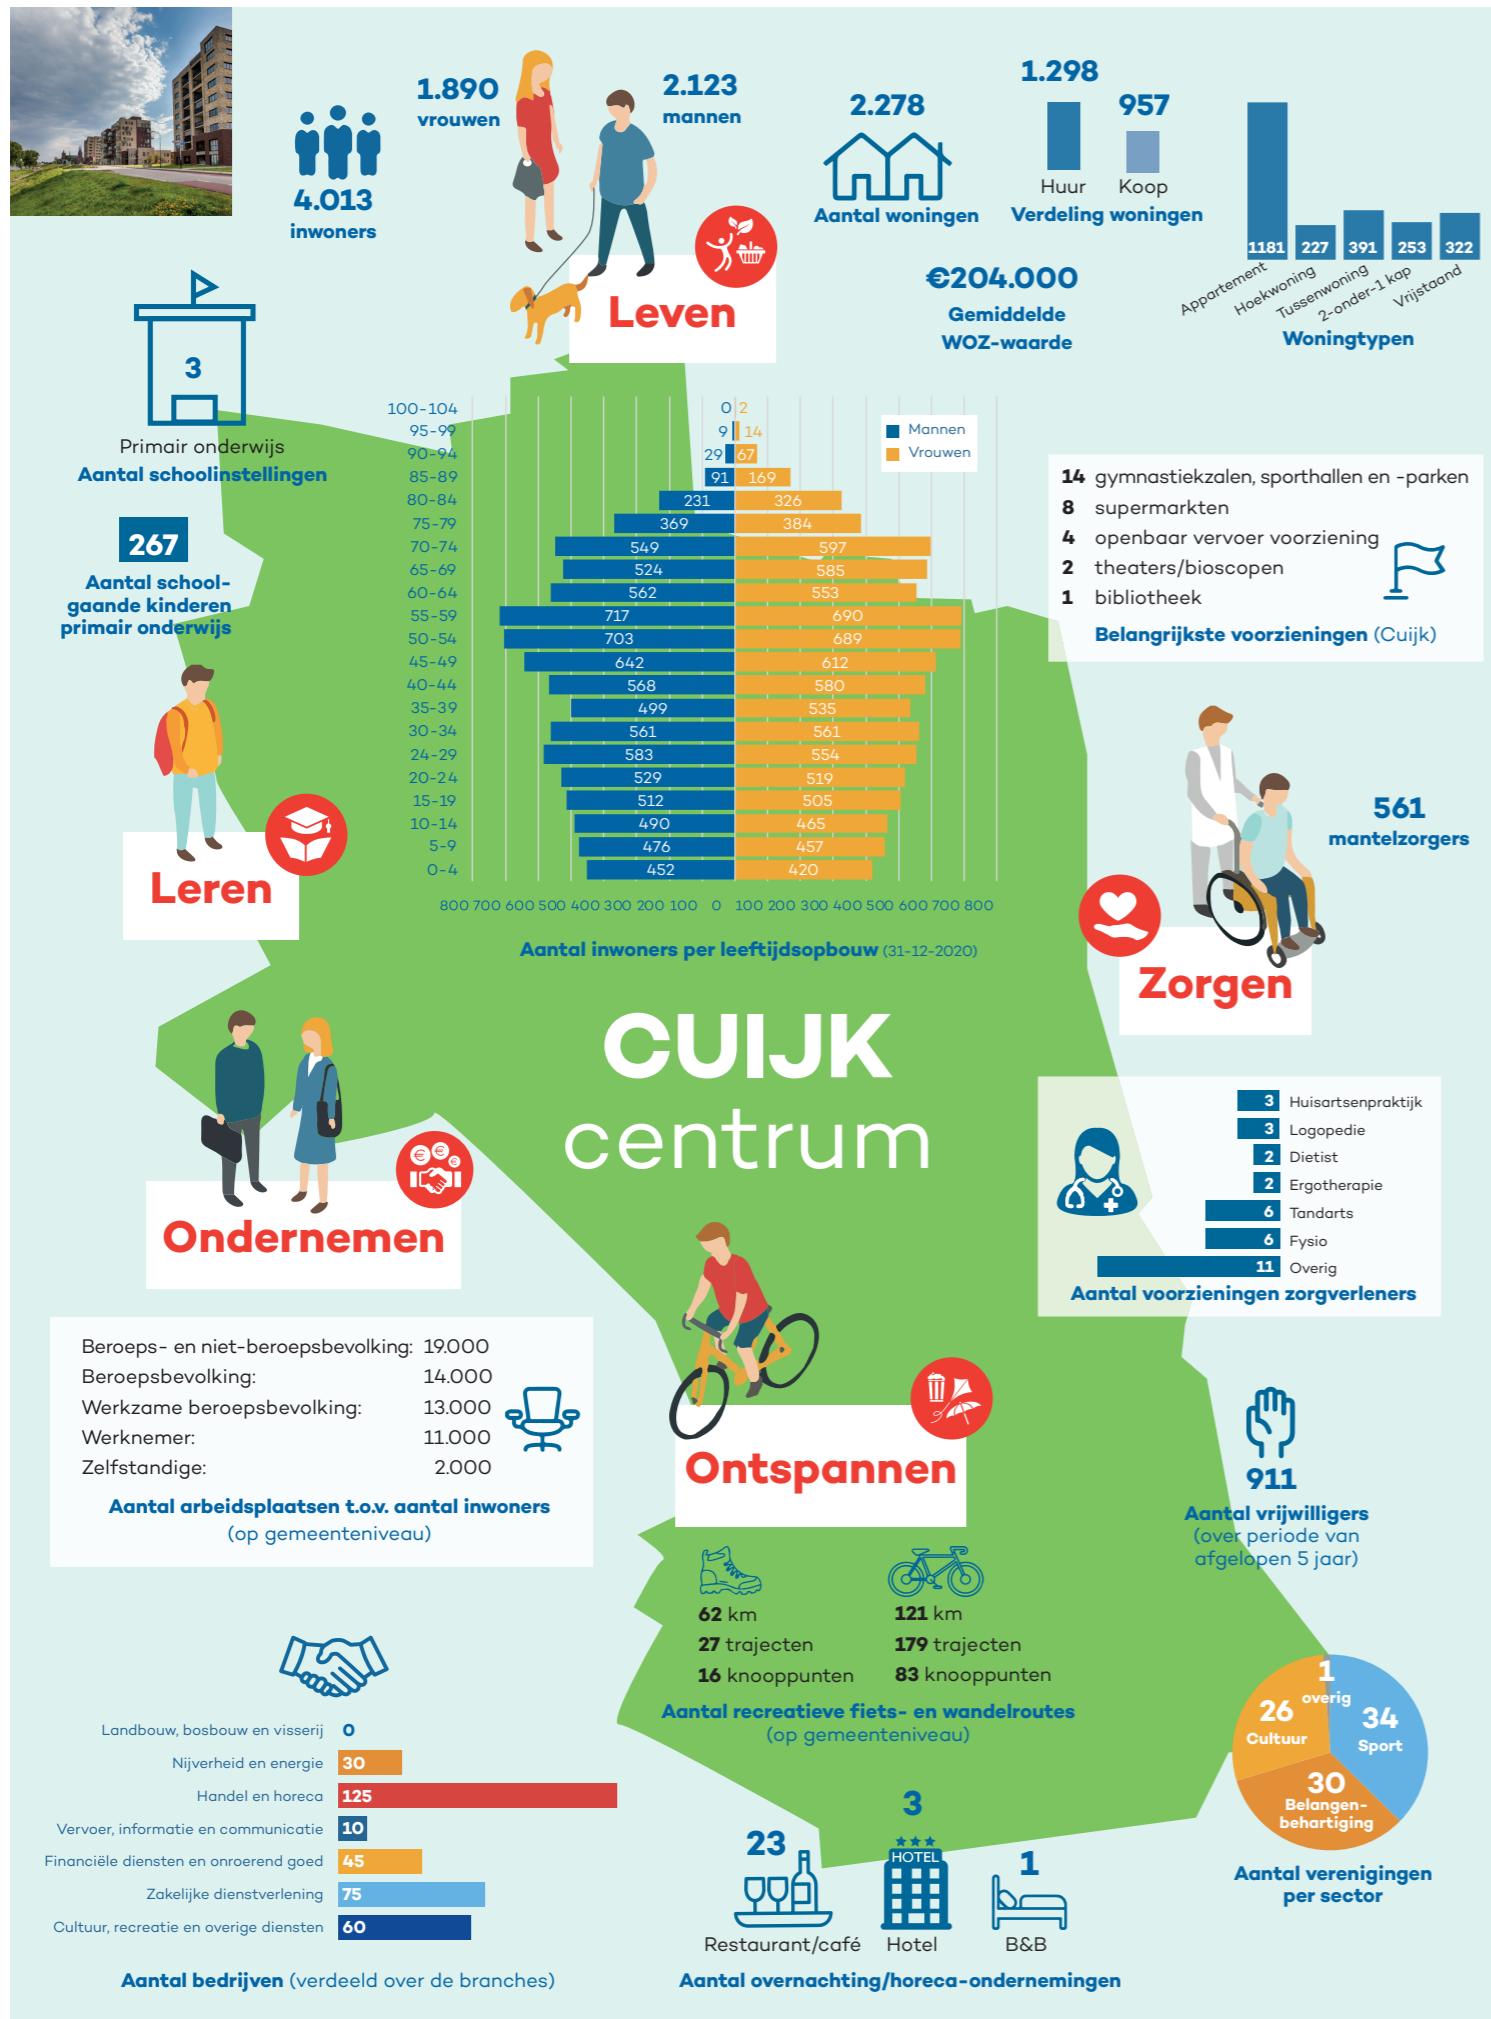 1.890
vrouwen
2.123
mannen
4.013
inwoners
2.278
Aantal woningen
1.298
957
Huur
Koop
Verdeling woningen
€204.000
Gemiddelde
WOZ-waarde
1181 227 391 253 322
Appartement
Hoekwoning
Tussenwoning
2-onder-1 kap
Vrijstaand
Woningtypen
Leven
3
Primair onderwijs
Aantal schoolinstellingen
267
Aantal school-
gaande kinderen
primair onderwijs
Leren
Mannen
Vrouwen
100-104 0 2
95-99 9 14
90-94 29 67
85-89 91 169
80-84 231 326
75-79 369 384
70-74 549 597
65-69 524 585
60-64 562 553
55-59 717 690
50-54 703 689
45-49 642 612
40-44 568 580
35-39 499 535
30-34 561 561
24-29 583 554
20-24 529 519
15-19 512 505
10-14 490 465
5-9 476 457
0-4 452 420
800 700 600 500 400 300 200 100 0 100 200 300 400 500 600 700 800
Aantal inwoners per leeftijdsopbouw (31-12-2020)
14 gymnastiekzalen, sporthallen en -parken
8 supermarkten
4 openbaar vervoer voorziening
2 theaters/bioscopen
1 bibliotheek
Belangrijkste voorzieningen (Cuijk)
561
mantelzorgers
Zorgen
CUIJK
centrum
3 Huisartsenpraktijk
3 Logopedie
2 Dietist
2 Ergotherapie
6 Tandarts
6 Fysio
11 Overig
Aantal voorzieningen zorgverleners
Ondernemen
Beroeps- en niet-beroepsbevolking: 19.000
Beroepsbevolking: 14.000
Werkzame beroepsbevolking: 13.000
Werknemer: 11.000
Zelfstandige: 2.000
Aantal arbeidsplaatsen t.o.v. aantal inwoners
(op gemeenteniveau)
Ontspannen
62 km
27 trajecten
16 knooppunten
121 km
179 trajecten
83 knooppunten
Aantal recreatieve fiets- en wandelroutes
(op gemeenteniveau)
911
Aantal vrijwilligers
(over periode van
afgelopen 5 jaar)
1
overig
26
Cultuur
34
Sport
30
Belangen-
behartiging
Aantal verenigingen
per sector
Landbouw, bosbouw en visserij 0
Nijverheid en energie 30
Handel en horeca 125
Vervoer, informatie en communicatie 10
Financiële diensten en onroerend goed 45
Zakelijke dienstverlening 75
Cultuur, recreatie en overige diensten 60
Aantal bedrijven (verdeeld over de branches)
23
Restaurant/café
3
HOTEL
Hotel
1
B&B
Aantal overnachting/horeca-ondernemingen